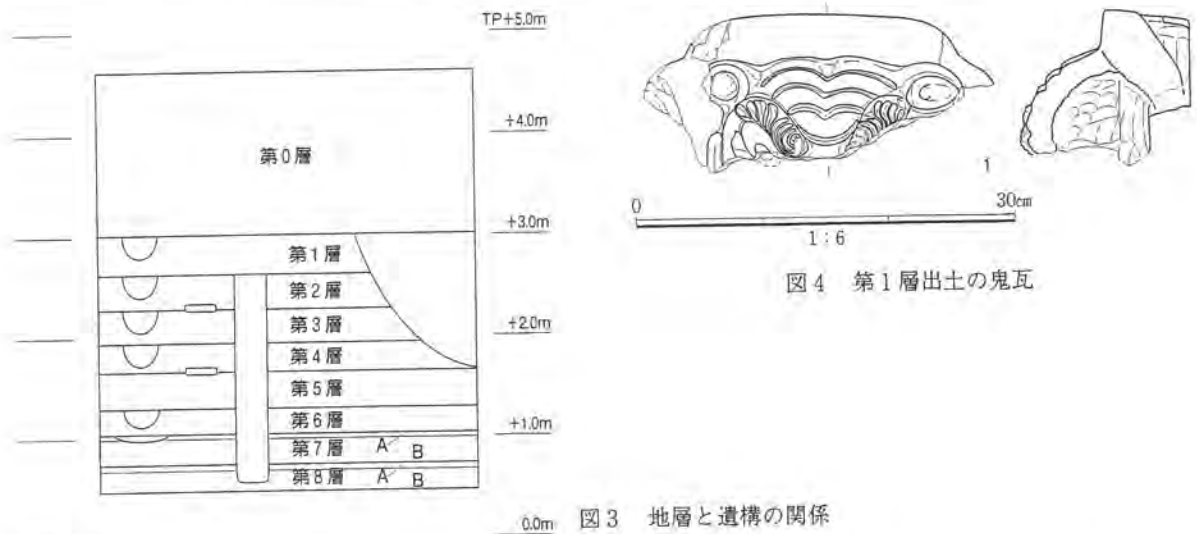 TP+5.0m
+4.0m
第0層
+3.0m
第1層
第2層
+2.0m
第3層
第4層
第5層
+1.0m
第6層
第7層 A B
第8層 A B
0.0m
図3 地層と遺構の関係
1
0 30cm
1:6
図4 第1層出土の鬼瓦